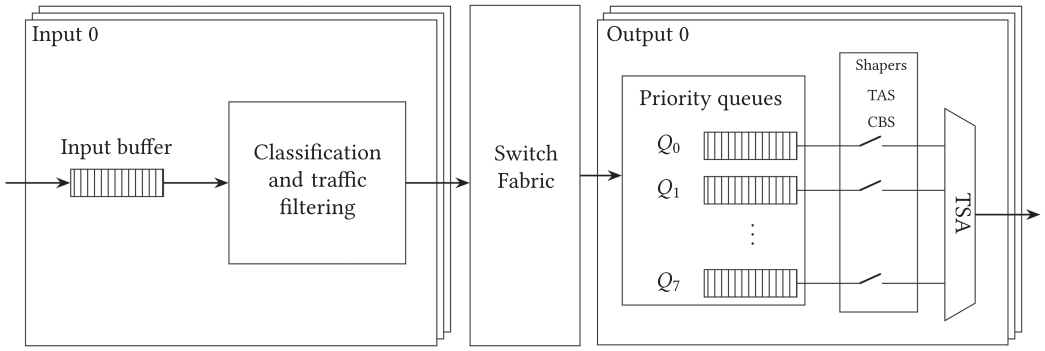 Input 0
Input buffer
Classification
and traffic
filtering
Switch
Fabric
Output 0
Priority queues
Q0
Q1
⋮
Q7
Shapers
TAS
CBS
TSA